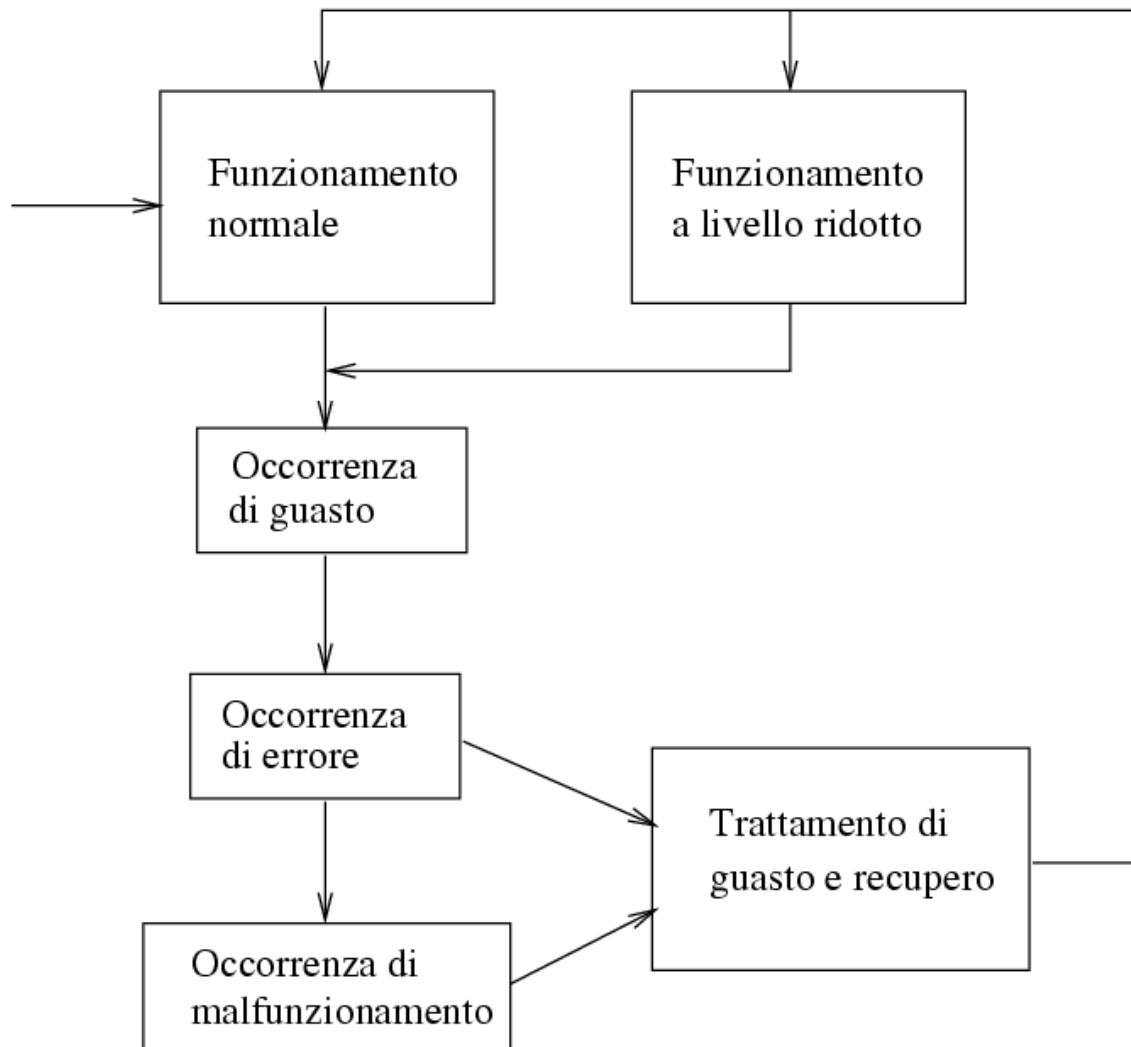 Funzionamento
normale
Funzionamento
a livello ridotto
Occorrenza
di guasto
Occorrenza
di errore
Trattamento di
guasto e recupero
Occorrenza di
malfunzionamento